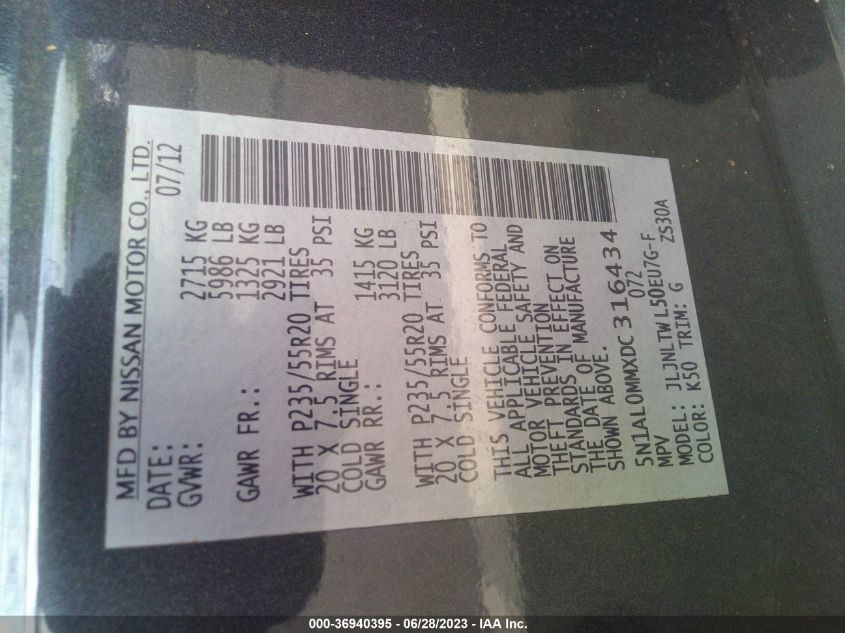 MFD BY NISSAN MOTOR CO., LTD.
DATE: 07/12
GVWR: 2715 KG
5986 LB
GAWR FR.: 1325 KG
2921 LB
WITH P235/55R20 TIRES
20 X 7.5 RIMS AT 35 PSI
COLD SINGLE
GAWR RR.: 1415 KG
3120 LB
WITH P235/55R20 TIRES
20 X 7.5 RIMS AT 35 PSI
COLD SINGLE
THIS VEHICLE CONFORMS TO
ALL APPLICABLE FEDERAL
MOTOR VEHICLE SAFETY AND
THEFT PREVENTION
STANDARDS IN EFFECT ON
THE DATE OF MANUFACTURE
SHOWN ABOVE.
5N1AL0MMXDC316434
MPV 072
MODEL: JLJNLTWL50EU7G-F
COLOR: K50 TRIM: G ZS30A
000-36940395 - 06/28/2023 - IAA Inc.